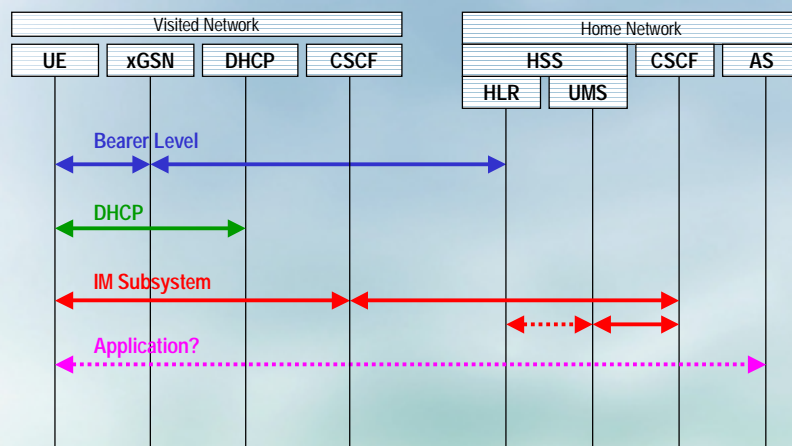 Visited Network
Home Network
UE xGSN DHCP CSCF HSS CSCF AS
HLR UMS
Bearer Level
DHCP
IM Subsystem
Application?